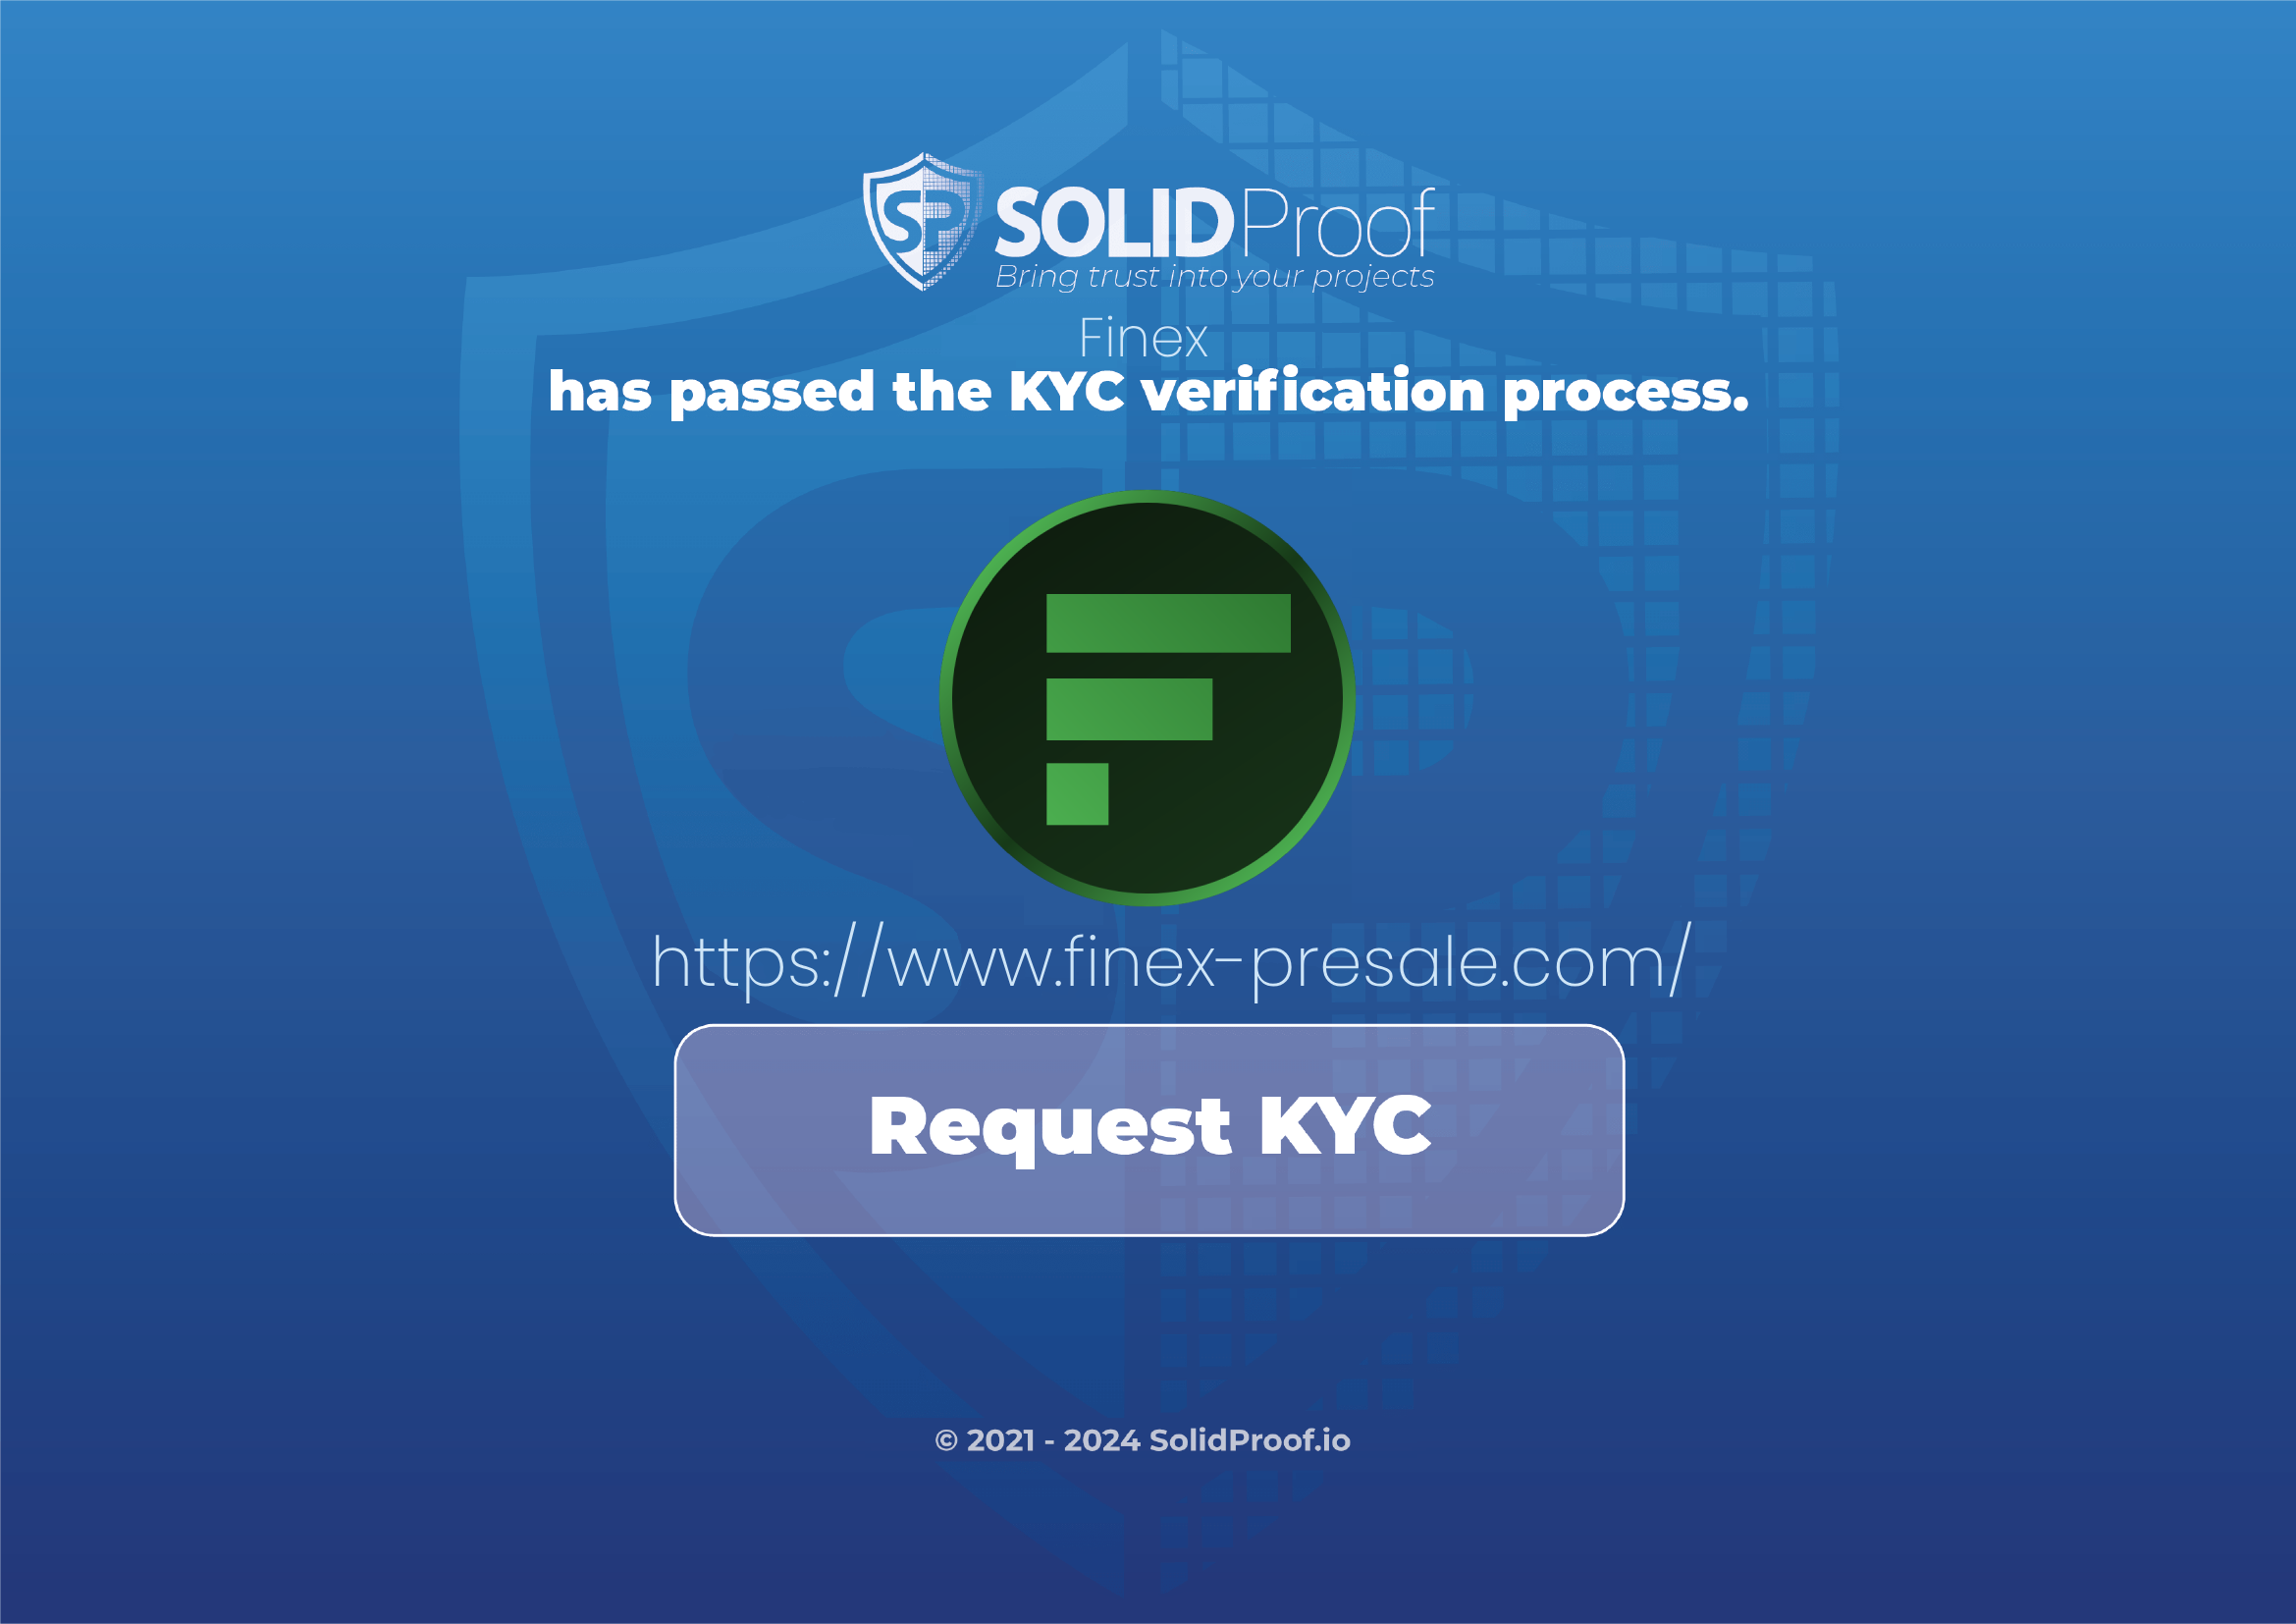 SP SOLIDProof
Bring trust into your projects
Finex
has passed the KYC verification process.
https://www.finex-presale.com/
Request KYC
© 2021 - 2024 SolidProof.io